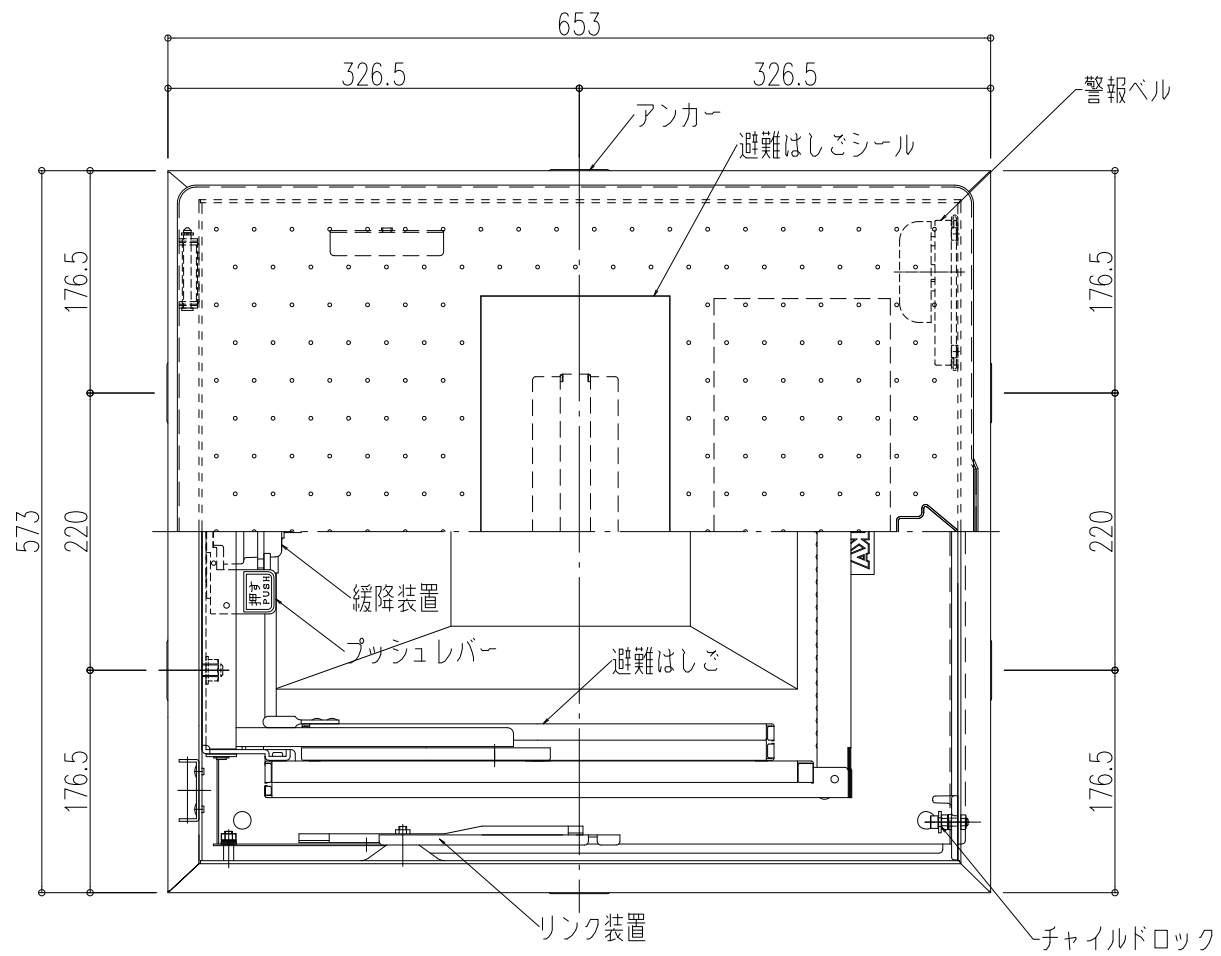 653
326.5
326.5
警報ベル
アンカー
避難はしごシール
176.5
176.5
573
220
220
緩降装置
押す
PUSH
プッシュレバー
避難はしご
176.5
176.5
リンク装置
チャイルドロック